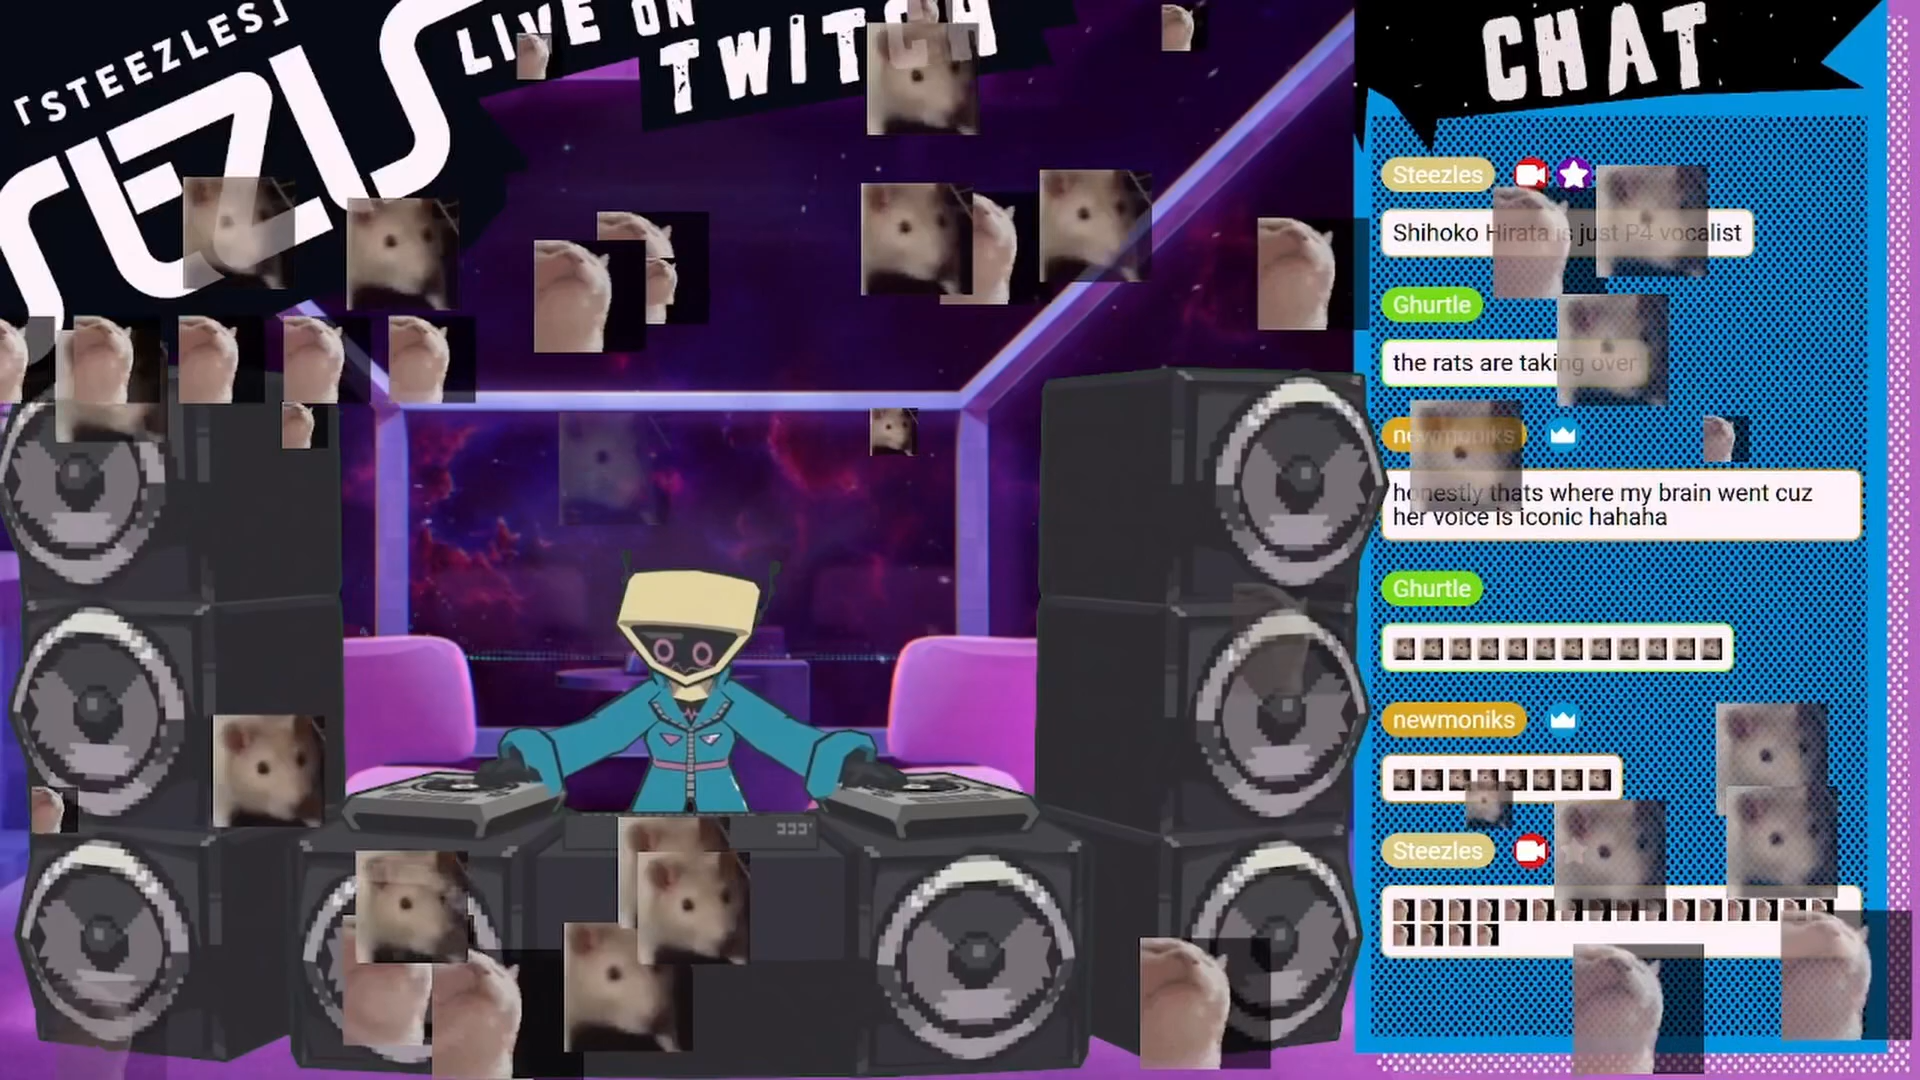 「STEEZLES」
LIVE ON
TWITCH
CHAT
Steezles
Shihoko Hirata is just P4 vocalist
Ghurtle
the rats are taking over
newmoniks
honestly thats where my brain went cuz
her voice is iconic hahaha
Ghurtle
newmoniks
Steezles